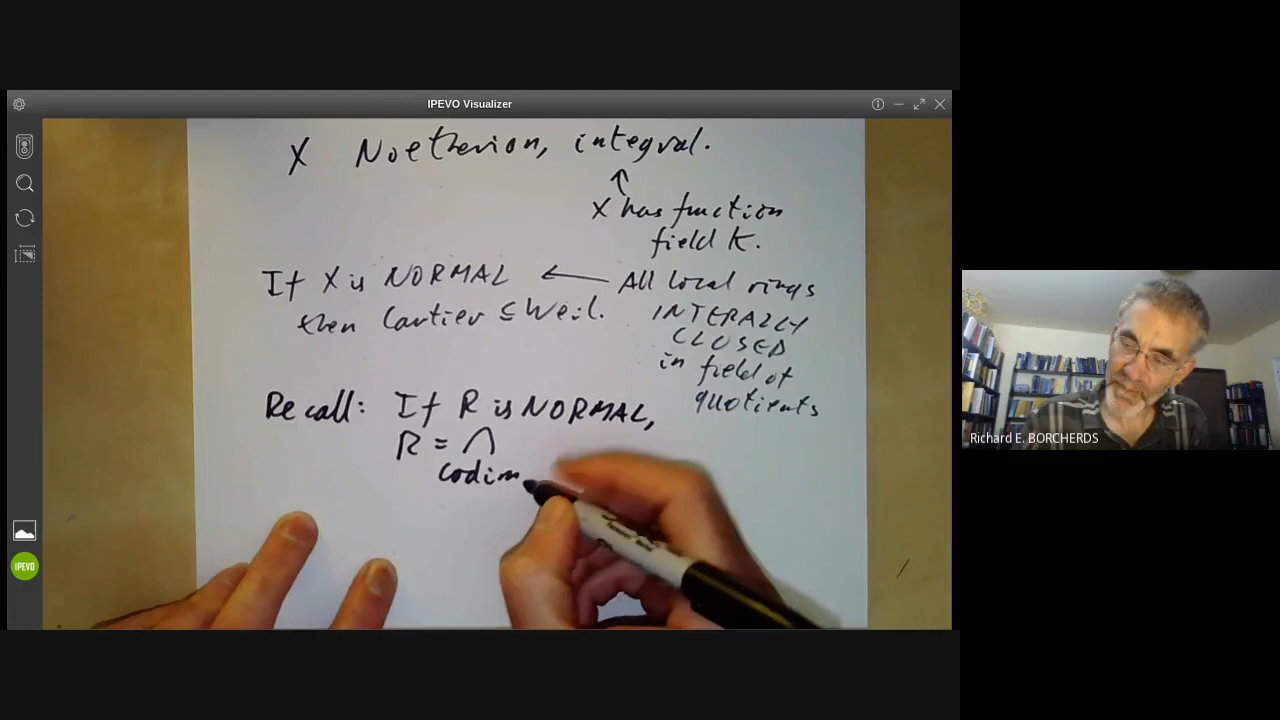 IPEVO Visualizer
X Noetherian, integral.
↑
X has function
field K.
If X is NORMAL ← All local rings
then Cartier ⊆ Weil. INTERALLY
CLOSED
in field of
quotients
Recall: If R is NORMAL,
R = ∩
codim
IPEVO
Richard E. BORCHERDS